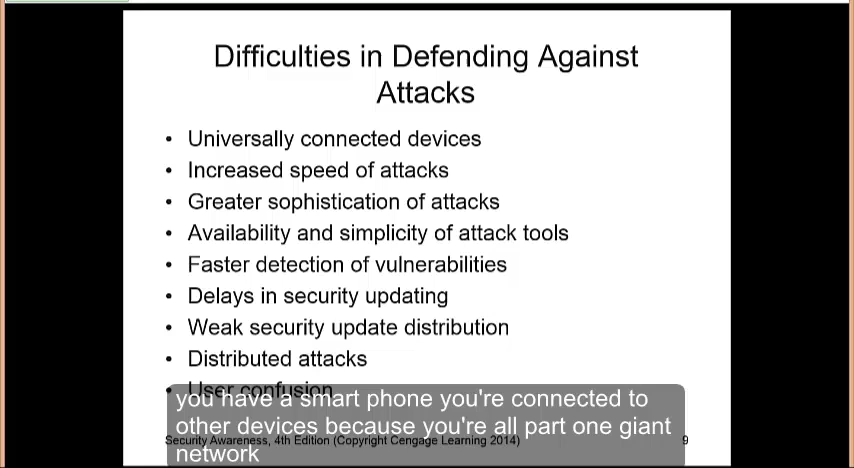 Difficulties in Defending Against
Attacks
• Universally connected devices
• Increased speed of attacks
• Greater sophistication of attacks
• Availability and simplicity of attack tools
• Faster detection of vulnerabilities
• Delays in security updating
• Weak security update distribution
• Distributed attacks
• User confusion
you have a smart phone you're connected to
other devices because you're all part one giant
network
Security Awareness, 4th Edition (Copyright Cengage Learning 2014) 9